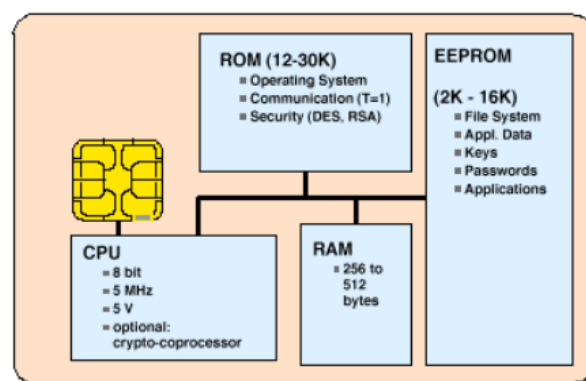 ROM (12-30K)
Operating System
Communication (T=1)
Security (DES, RSA)
EEPROM
(2K - 16K)
File System
Appl. Data
Keys
Passwords
Applications
CPU
8 bit
5 MHz
5 V
optional:
crypto-coprocessor
RAM
256 to
512
bytes